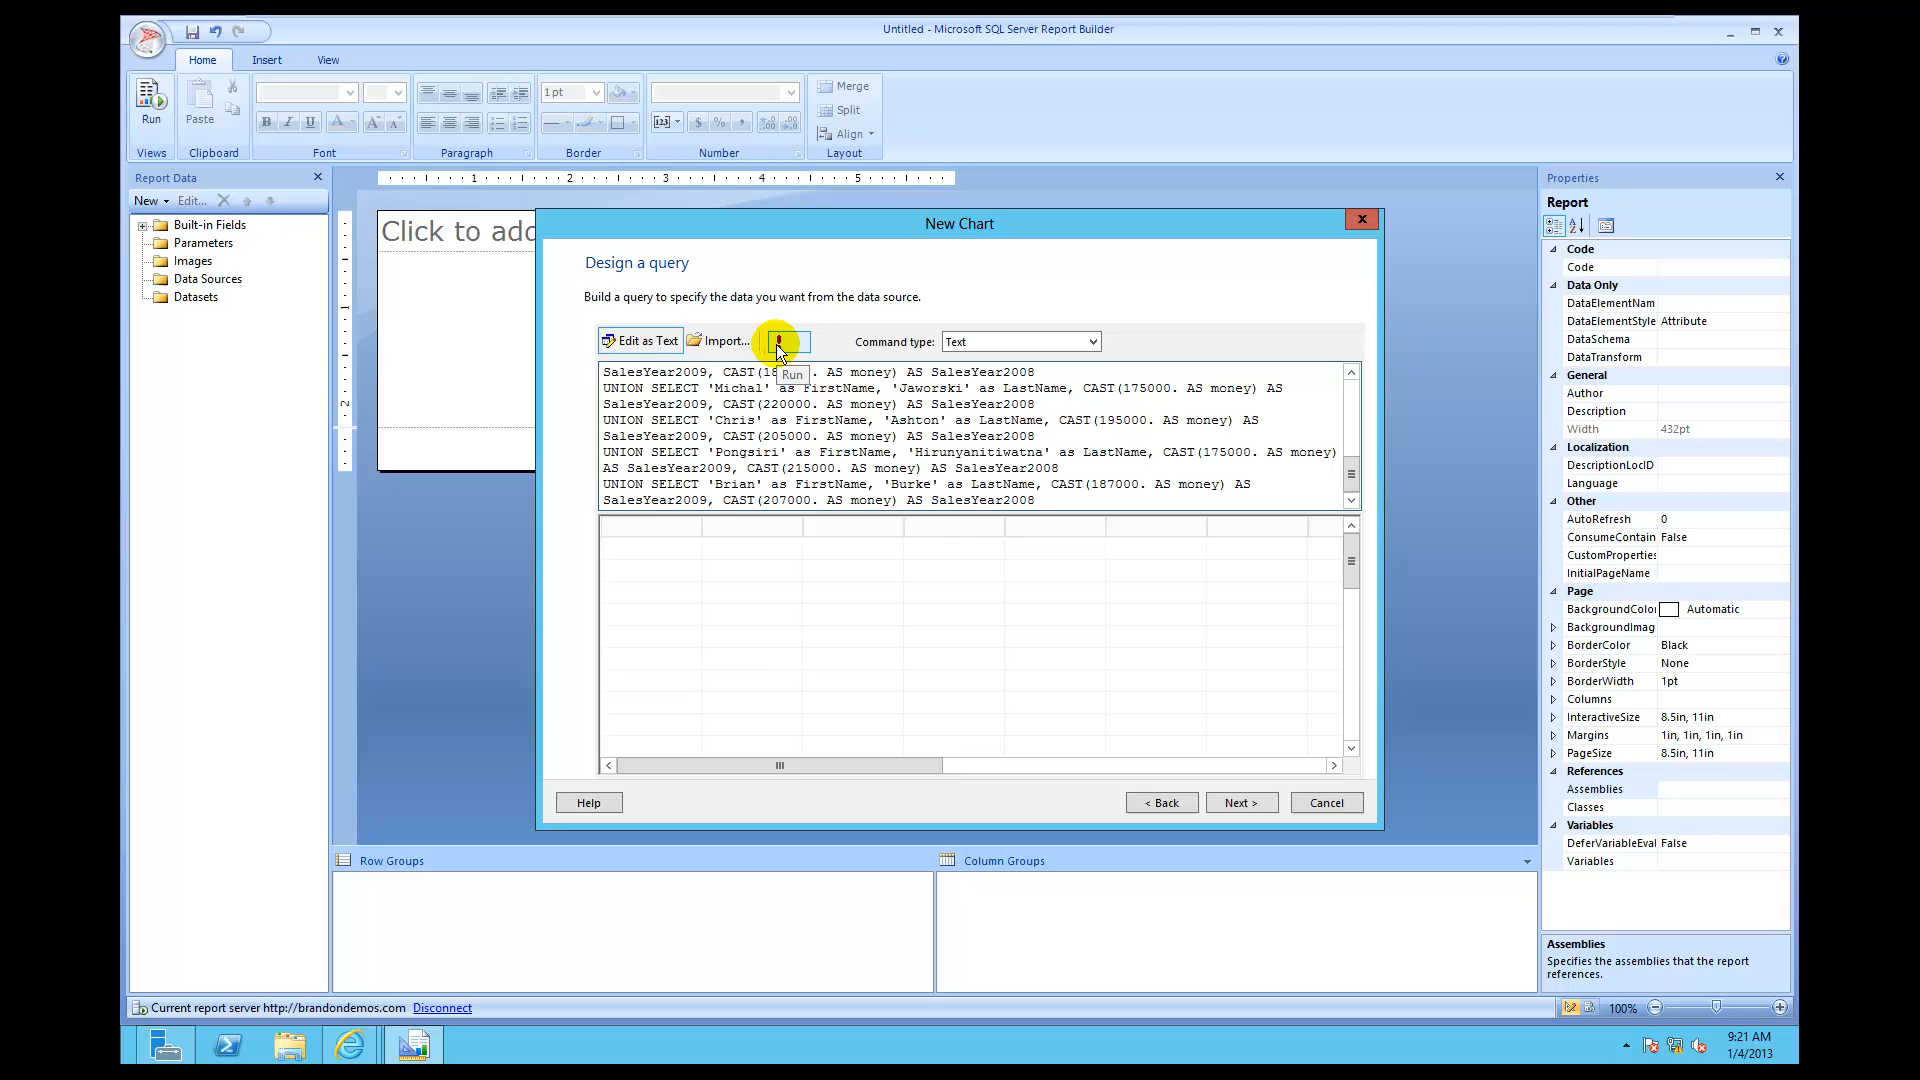 Untitled - Microsoft SQL Server Report Builder
Home Insert View
Run Paste
1 pt
B I U
$ % ,
Merge
Split
Align
Views Clipboard Font Paragraph Border Number Layout
Report Data
New Edit...
Built-in Fields
Parameters
Images
Data Sources
Datasets
1 2 3 4 5
1
2
Click to add
New Chart
Design a query
Build a query to specify the data you want from the data source.
Edit as Text Import... Command type: Text
Run
AS money) AS SalesYear2008
UNION SELECT 'Michal' as FirstName, 'Jaworski' as LastName, CAST(175000. AS money) AS
SalesYear2009, CAST(220000. AS money) AS SalesYear2008
UNION SELECT 'Chris' as FirstName, 'Ashton' as LastName, CAST(195000. AS money) AS
SalesYear2009, CAST(205000. AS money) AS SalesYear2008
UNION SELECT 'Pongsiri' as FirstName, 'Hirunyanitiwatna' as LastName, CAST(175000. AS money)
AS SalesYear2009, CAST(215000. AS money) AS SalesYear2008
UNION SELECT 'Brian' as FirstName, 'Burke' as LastName, CAST(187000. AS money) AS
SalesYear2009, CAST(207000. AS money) AS SalesYear2008
Help < Back Next > Cancel
Row Groups
Column Groups
Properties
Report
Code
Code
Data Only
DataElementNam
DataElementStyle Attribute
DataSchema
DataTransform
General
Author
Description
Width 432pt
Localization
DescriptionLocID
Language
Other
AutoRefresh 0
ConsumeContain False
CustomProperties
InitialPageName
Page
BackgroundColo Automatic
BackgroundImag
BorderColor Black
BorderStyle None
BorderWidth 1pt
Columns
InteractiveSize 8.5in, 11in
Margins 1in, 1in, 1in, 1in
PageSize 8.5in, 11in
References
Assemblies
Classes
Variables
DeferVariableEval False
Variables
Assemblies
Specifies the assemblies that the report
references.
Current report server http://brandondemos.com Disconnect
100%
9:21 AM
1/4/2013